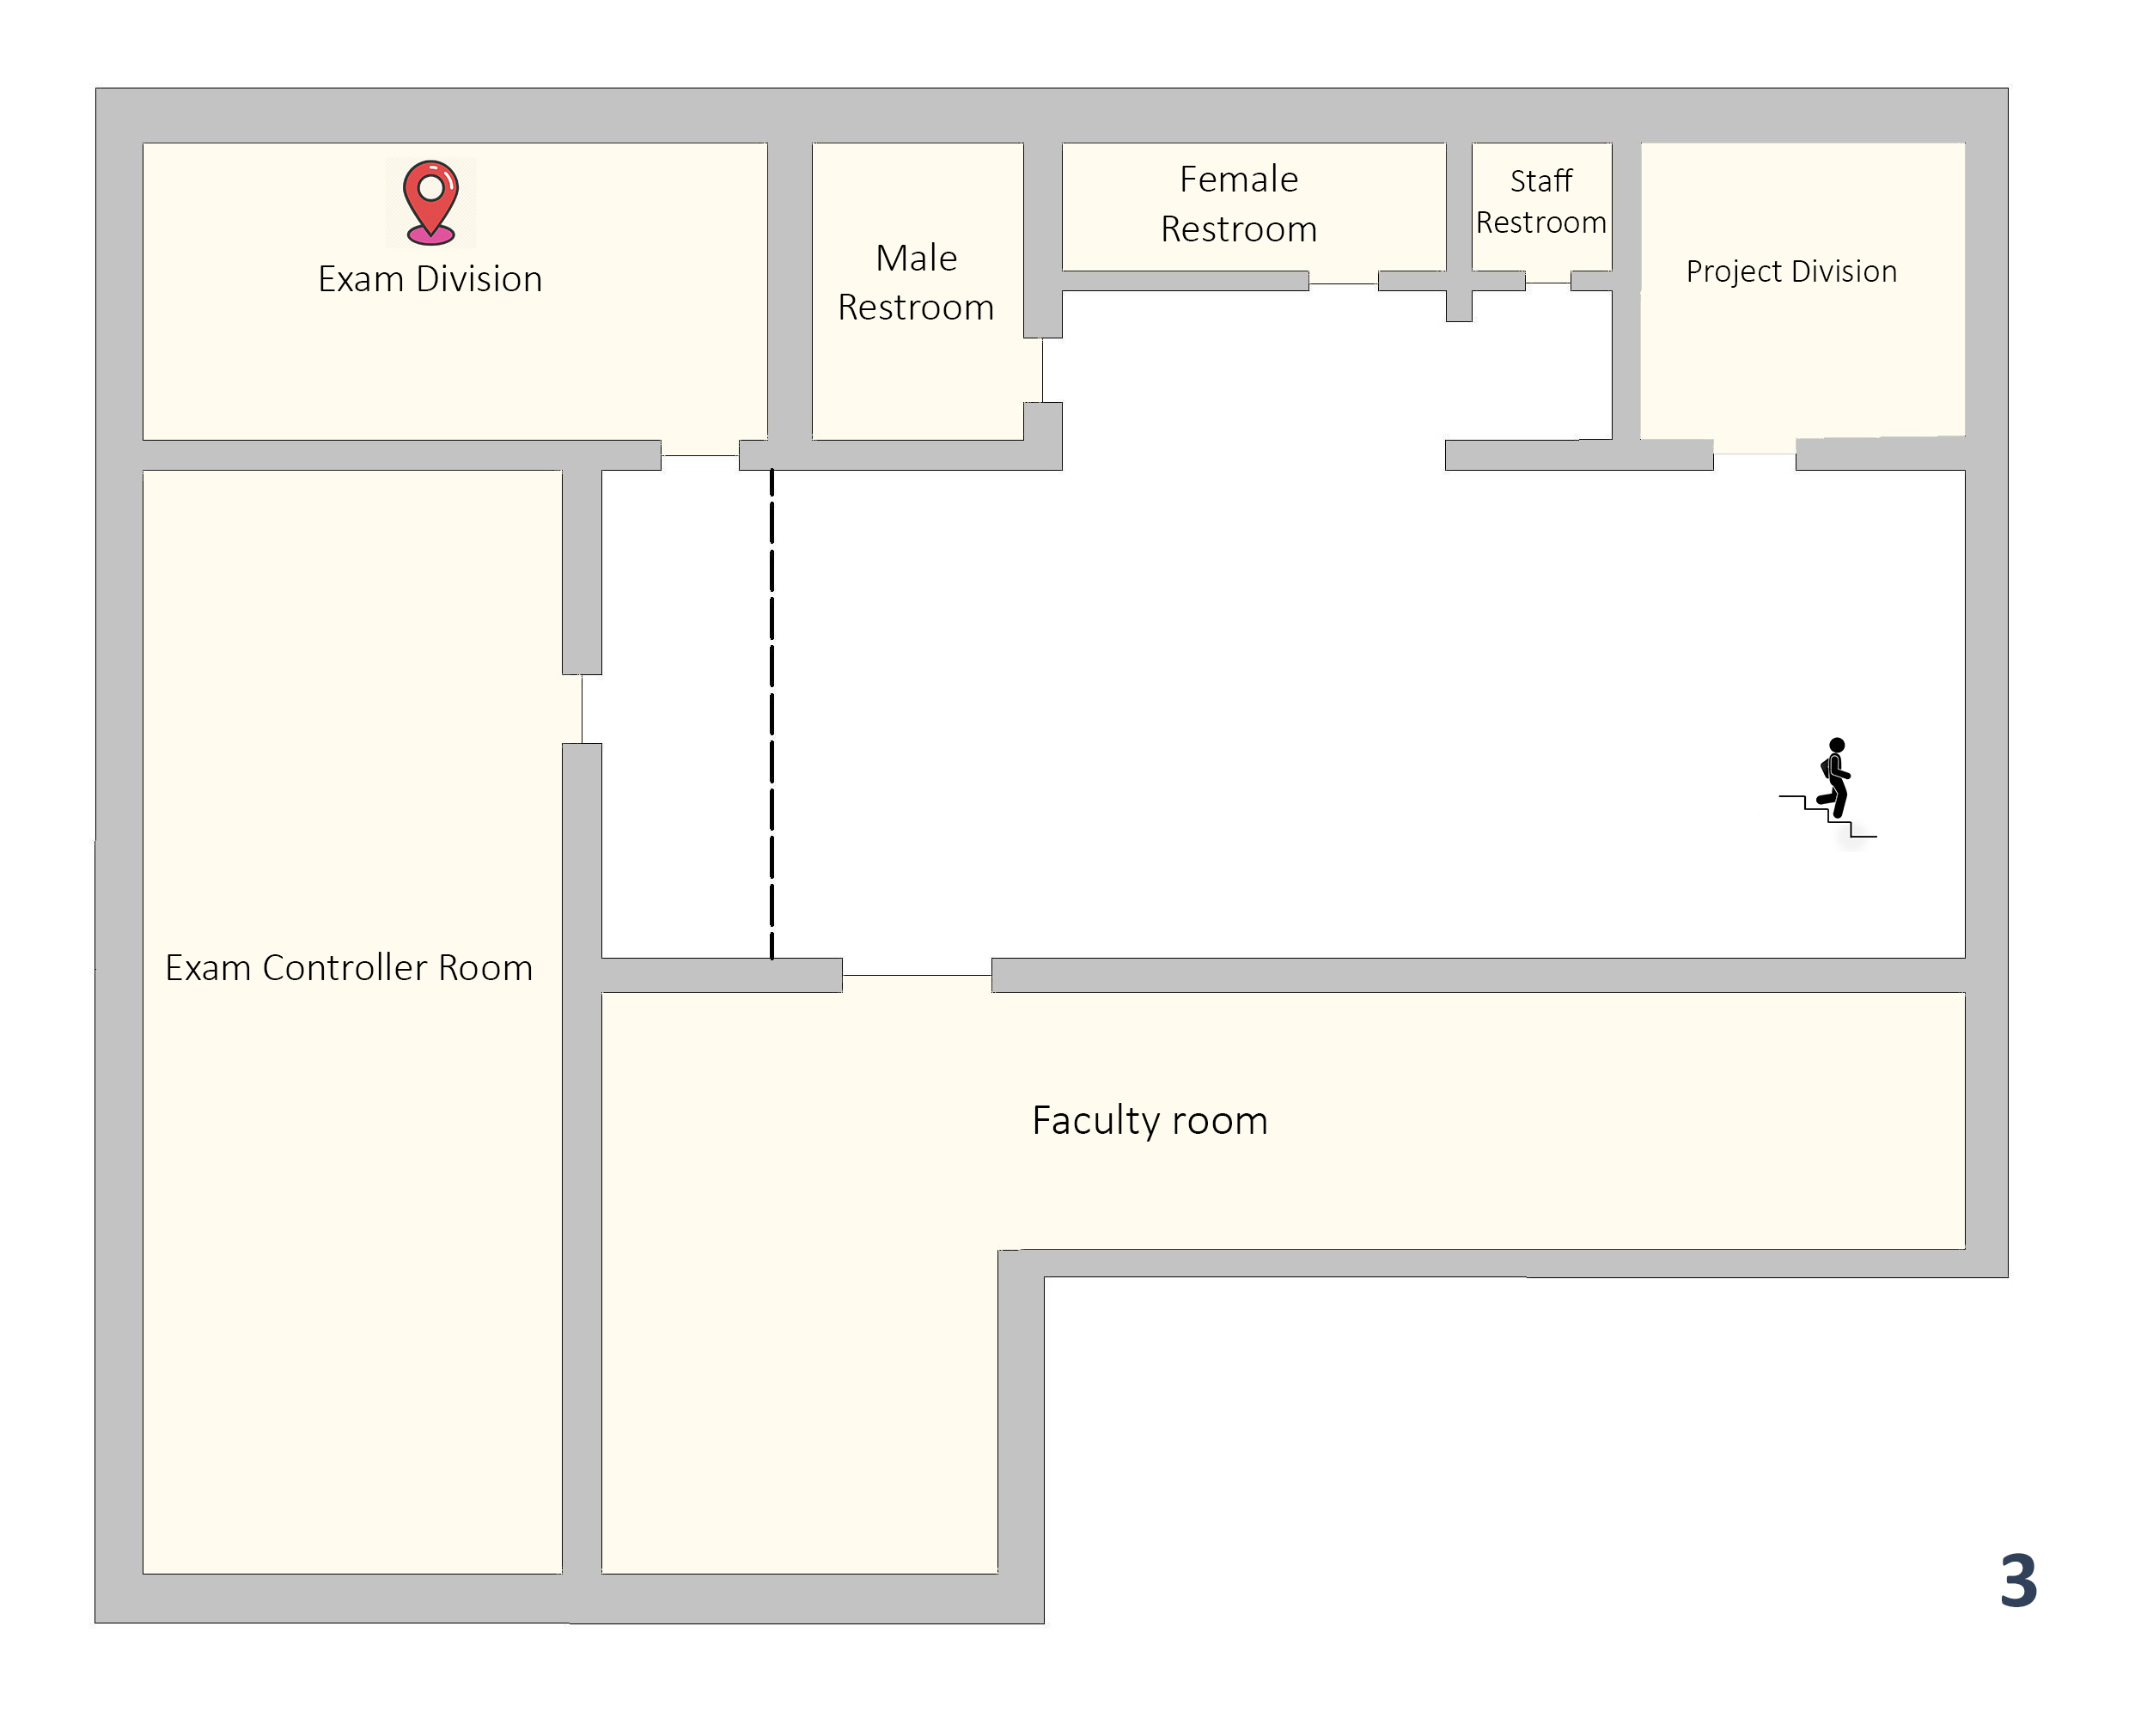 Exam Division
Male
Restroom
Female
Restroom
Staff
Restroom
Project Division
Exam Controller Room
Faculty room
3